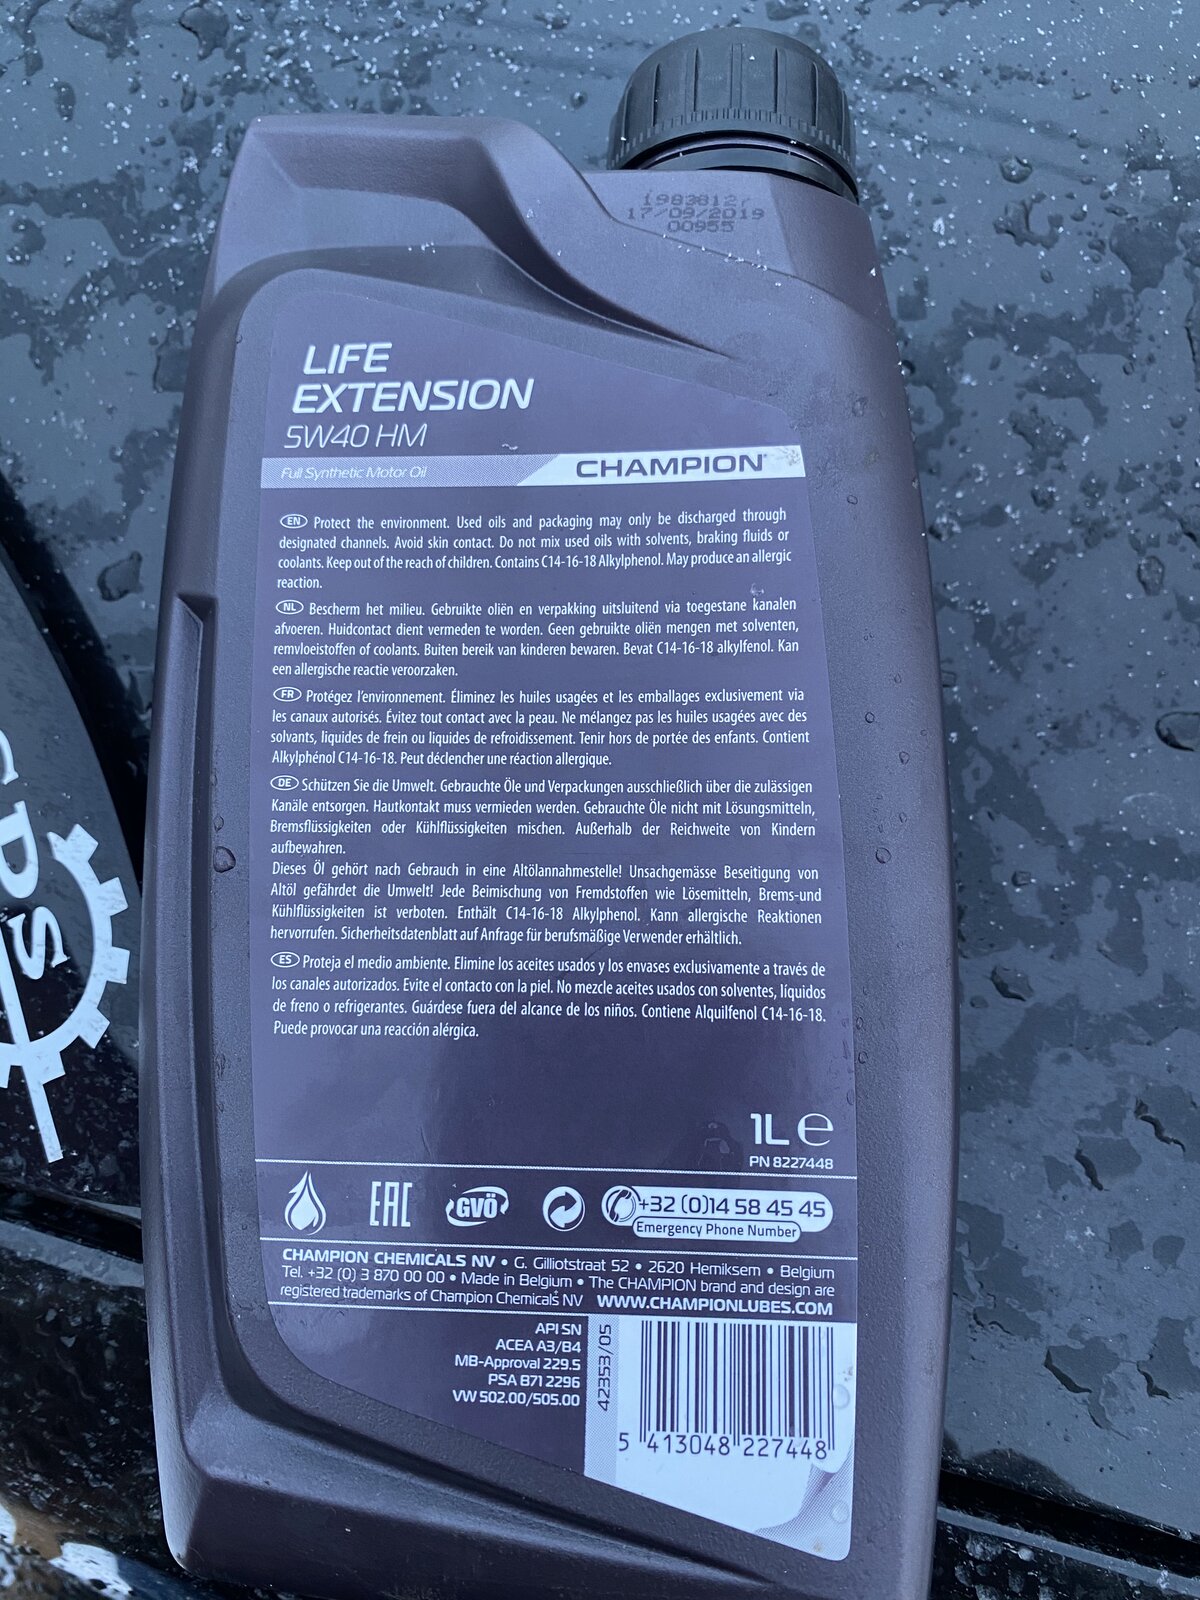 1983812
17/09/2019
00955
LIFE
EXTENSION
5W40 HM
Full Synthetic Motor Oil
CHAMPION
EN Protect the environment. Used oils and packaging may only be discharged through
designated channels. Avoid skin contact. Do not mix used oils with solvents, braking fluids or
coolants. Keep out of the reach of children. Contains C14-16-18 Alkylphenol. May produce an allergic
reaction.
NL Bescherm het milieu. Gebruikte oliën en verpakking uitsluitend via toegestane kanalen
afvoeren. Huidcontact dient vermeden te worden. Geen gebruikte oliën mengen met solventen,
remvloeistoffen of coolants. Buiten bereik van kinderen bewaren. Bevat C14-16-18 alkylfenol. Kan
een allergische reactie veroorzaken.
FR Protégez l'environnement. Éliminez les huiles usagées et les emballages exclusivement via
les canaux autorisés. Évitez tout contact avec la peau. Ne mélangez pas les huiles usagées avec des
solvants, liquides de frein ou liquides de refroidissement. Tenir hors de portée des enfants. Contient
Alkylphénol C14-16-18. Peut déclencher une réaction allergique.
DE Schützen Sie die Umwelt. Gebrauchte Öle und Verpackungen ausschließlich über die zulässigen
Kanäle entsorgen. Hautkontakt muss vermieden werden. Gebrauchte Öle nicht mit Lösungsmitteln,
Bremsflüssigkeiten oder Kühlflüssigkeiten mischen. Außerhalb der Reichweite von Kindern
aufbewahren.
Dieses Öl gehört nach Gebrauch in eine Altölannahmestelle! Unsachgemässe Beseitigung von
Altöl gefährdet die Umwelt! Jede Beimischung von Fremdstoffen wie Lösemitteln, Brems-und
Kühlflüssigkeiten ist verboten. Enthält C14-16-18 Alkylphenol. Kann allergische Reaktionen
hervorrufen. Sicherheitsdatenblatt auf Anfrage für berufsmäßige Verwender erhältlich.
ES Proteja el medio ambiente. Elimine los aceites usados y los envases exclusivamente a través de
los canales autorizados. Evite el contacto con la piel. No mezcle aceites usados con solventes, líquidos
de freno o refrigerantes. Guárdese fuera del alcance de los niños. Contiene Alquilfenol C14-16-18.
Puede provocar una reacción alérgica.
1L e
PN 8227448
EAC
GVÖ
+32 (0)14 58 45 45
Emergency Phone Number
CHAMPION CHEMICALS NV • G. Gilliotstraat 52 • 2620 Hemiksem • Belgium
Tel. +32 (0) 3 870 00 00 • Made in Belgium • The CHAMPION brand and design are
registered trademarks of Champion Chemicals NV WWW.CHAMPIONLUBES.COM
API SN
ACEA A3/B4
MB-Approval 229.5
PSA B71 2296
VW 502.00/505.00
42353/05
5 413048 227448